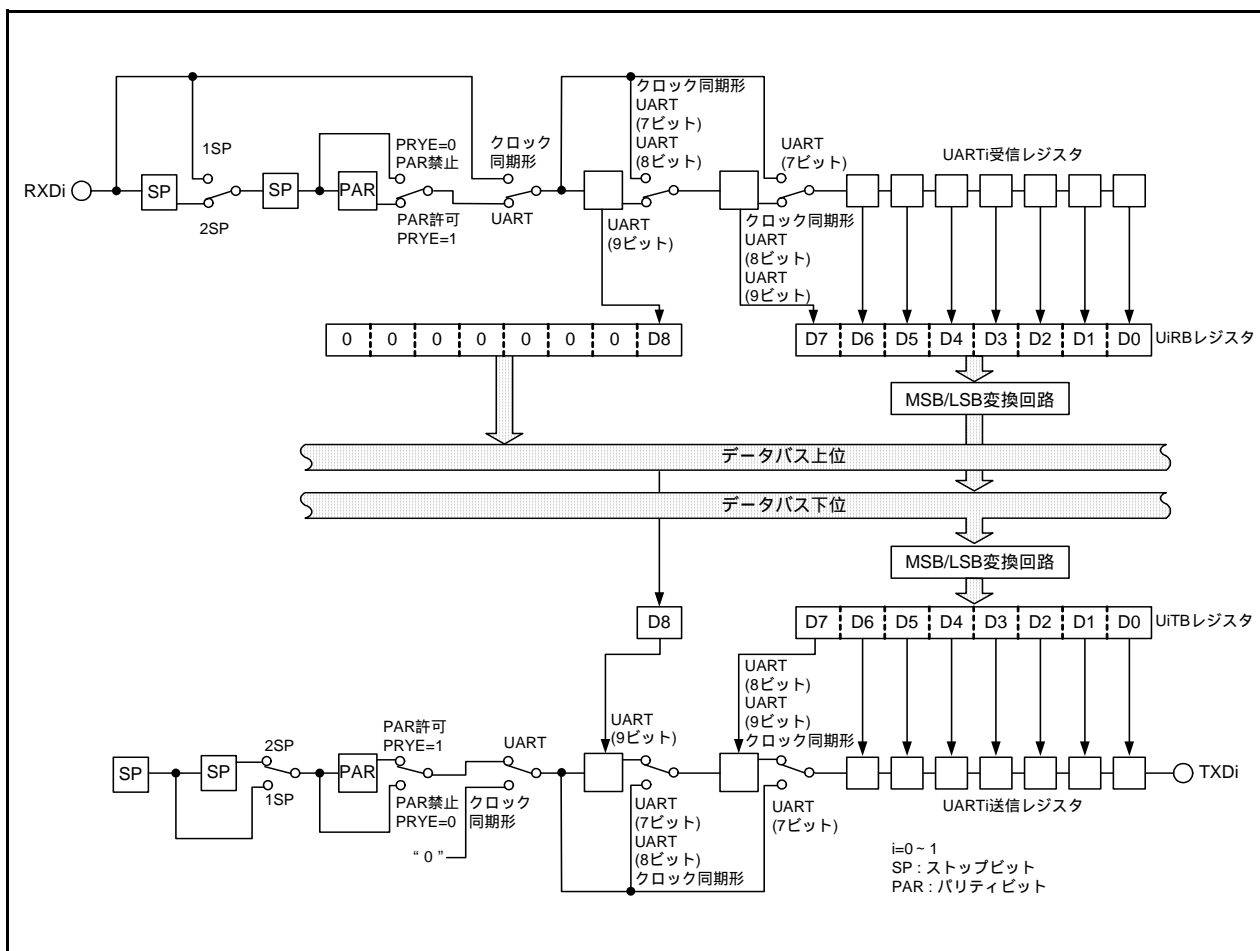 クロック同期形
UART
(7ビット)
UART
(8ビット)
UART
(7ビット)
UARTi受信レジスタ
1SP
PRYE=0
PAR禁止
クロック
同期形
RXDi
SP
SP
PAR
2SP
PAR許可
PRYE=1
UART
UART
(9ビット)
クロック同期形
UART
(8ビット)
UART
(9ビット)
0 0 0 0 0 0 0 D8
D7 D6 D5 D4 D3 D2 D1 D0
UiRBレジスタ
MSB/LSB変換回路
データバス上位
データバス下位
MSB/LSB変換回路
D8
D7 D6 D5 D4 D3 D2 D1 D0
UiTBレジスタ
UART
(8ビット)
UART
(9ビット)
クロック同期形
UART
(9ビット)
PAR許可
PRYE=1
UART
2SP
SP
SP
PAR
TXDi
1SP
PAR禁止
PRYE=0
クロック
同期形
“ 0 ”
UART
(7ビット)
UART
(8ビット)
クロック同期形
UART
(7ビット)
UARTi送信レジスタ
i=0 ~ 1
SP : ストップビット
PAR : パリティビット